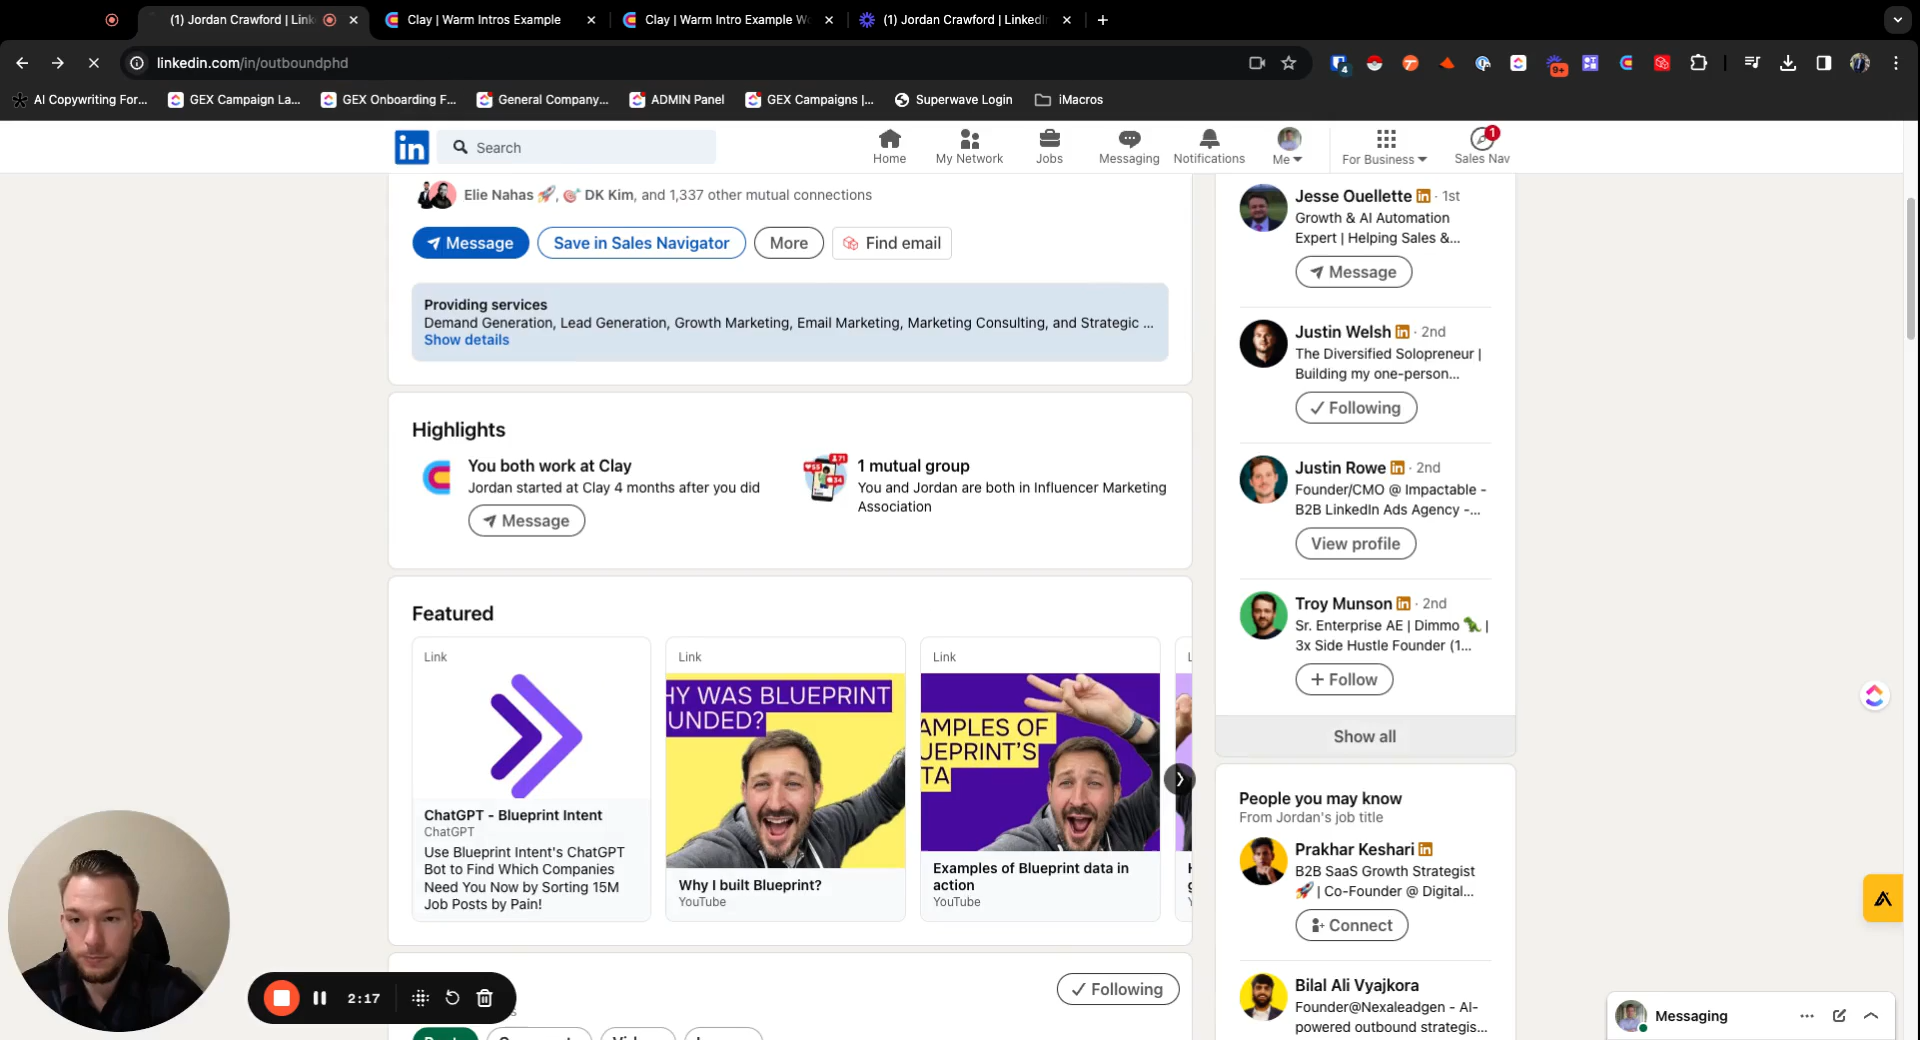 (1) Jordan Crawford | Link
Clay | Warm Intros Example
Clay | Warm Intro Example W
(1) Jordan Crawford | LinkedI
linkedin.com/in/outboundphd
4
9+
AI Copywriting For...
GEX Campaign La...
GEX Onboarding F...
General Company...
ADMIN Panel
GEX Campaigns |...
Superwave Login
iMacros
in
Search
Home
My Network
Jobs
Messaging
Notifications
Me
For Business
1
Sales Nav
Elie Nahas 🚀, 🎯 DK Kim, and 1,337 other mutual connections
Message
Save in Sales Navigator
More
Find email
Providing services
Demand Generation, Lead Generation, Growth Marketing, Email Marketing, Marketing Consulting, and Strategic ...
Show details
Highlights
You both work at Clay
Jordan started at Clay 4 months after you did
Message
1 mutual group
You and Jordan are both in Influencer Marketing
Association
Featured
Link
ChatGPT - Blueprint Intent
ChatGPT
Use Blueprint Intent's ChatGPT
Bot to Find Which Companies
Need You Now by Sorting 15M
Job Posts by Pain!
Link
HY WAS BLUEPRINT
UNDED?
Why I built Blueprint?
YouTube
Link
AMPLES OF
UEPRINT'S
TA
Examples of Blueprint data in
action
YouTube
Following
2:17
Jesse Ouellette in · 1st
Growth & AI Automation
Expert | Helping Sales &...
Message
Justin Welsh in · 2nd
The Diversified Solopreneur |
Building my one-person...
Following
Justin Rowe in · 2nd
Founder/CMO @ Impactable -
B2B LinkedIn Ads Agency -...
View profile
Troy Munson in · 2nd
Sr. Enterprise AE | Dimmo 🦖 |
3x Side Hustle Founder (1...
Follow
Show all
People you may know
From Jordan's job title
Prakhar Keshari in
B2B SaaS Growth Strategist
🚀 | Co-Founder @ Digital...
Connect
Bilal Ali Vyajkora
Founder@Nexaleadgen - AI-
powered outbound strategis...
Messaging